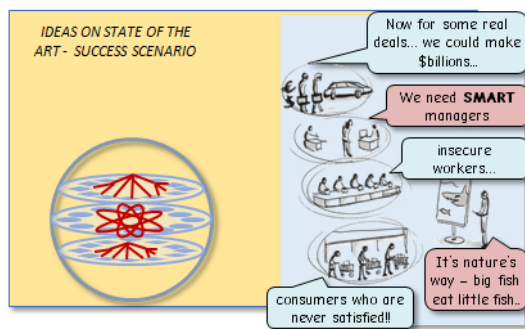 IDEAS ON STATE OF THE
ART - SUCCESS SCENARIO
Now for some real
deals... we could make
$billions...
We need SMART
managers
insecure
workers...
It's nature's
way – big fish
eat little fish..
consumers who are
never satisfied!!